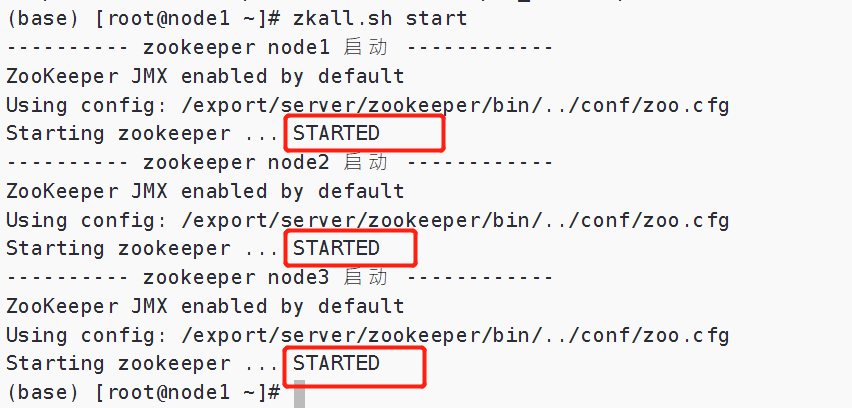 (base) [root@node1 ~]# zkall.sh start
---------- zookeeper node1 启动 ------------
ZooKeeper JMX enabled by default
Using config: /export/server/zookeeper/bin/../conf/zoo.cfg
Starting zookeeper ... STARTED
---------- zookeeper node2 启动 ------------
ZooKeeper JMX enabled by default
Using config: /export/server/zookeeper/bin/../conf/zoo.cfg
Starting zookeeper ... STARTED
---------- zookeeper node3 启动 ------------
ZooKeeper JMX enabled by default
Using config: /export/server/zookeeper/bin/../conf/zoo.cfg
Starting zookeeper ... STARTED
(base) [root@node1 ~]#